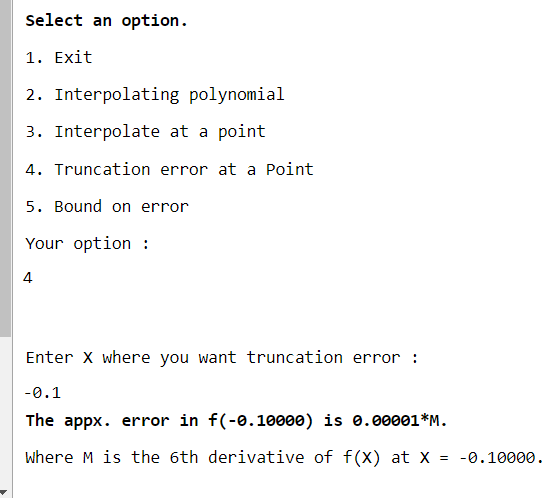 Select an option.
1. Exit
2. Interpolating polynomial
3. Interpolate at a point
4. Truncation error at a Point
5. Bound on error
Your option :
4
Enter X where you want truncation error :
-0.1
The appx. error in f(-0.10000) is 0.00001*M.
Where M is the 6th derivative of f(X) at X = -0.10000.